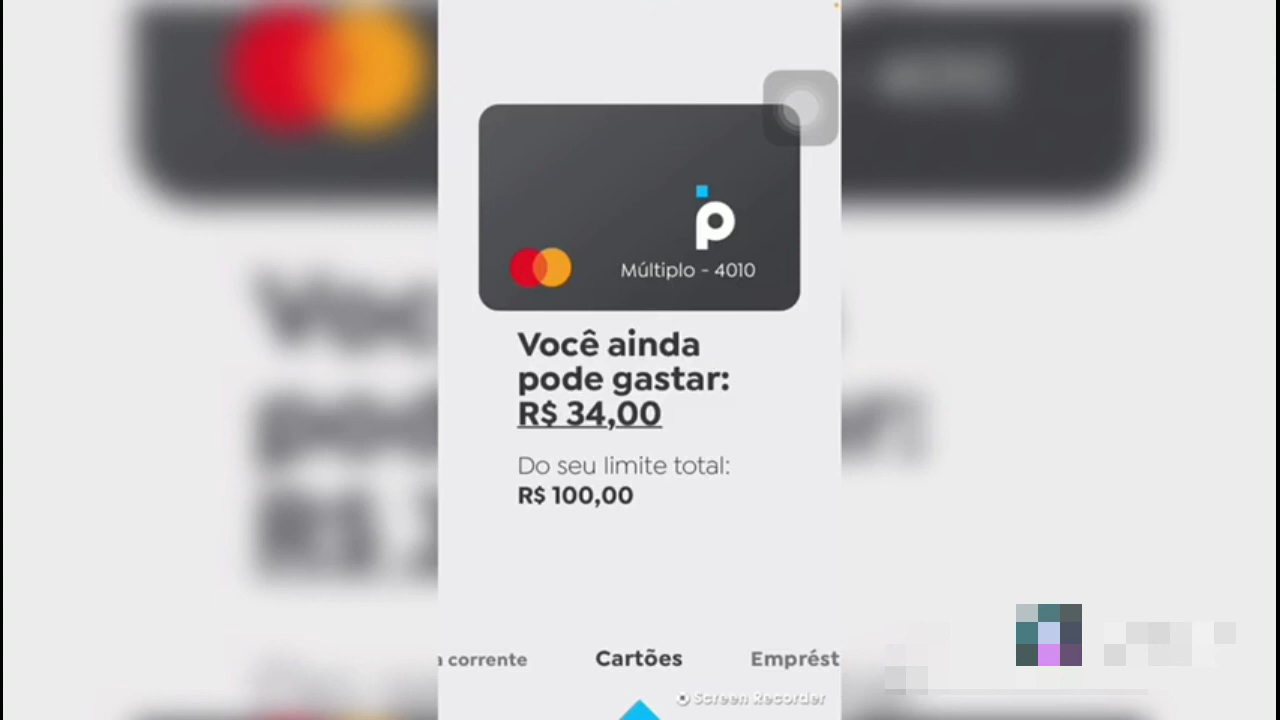 Múltiplo - 4010
Você ainda
pode gastar:
R$ 34,00
Do seu limite total:
R$ 100,00
a corrente Cartões Emprést
Screen Recorder